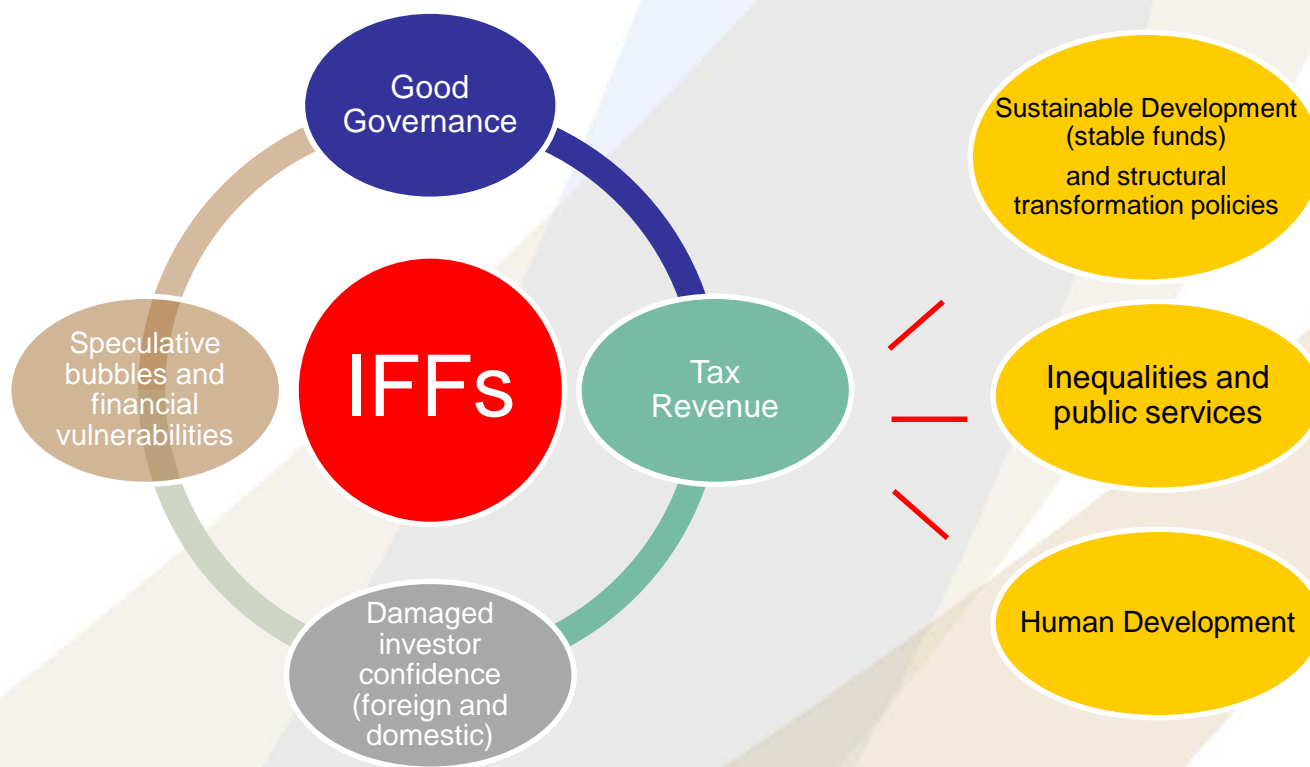 Good
Governance
Speculative
bubbles and
financial
vulnerabilities
IFFs
Tax
Revenue
Damaged
investor
confidence
(foreign and
domestic)
Sustainable Development
(stable funds)
and structural
transformation policies
Inequalities and
public services
Human Development